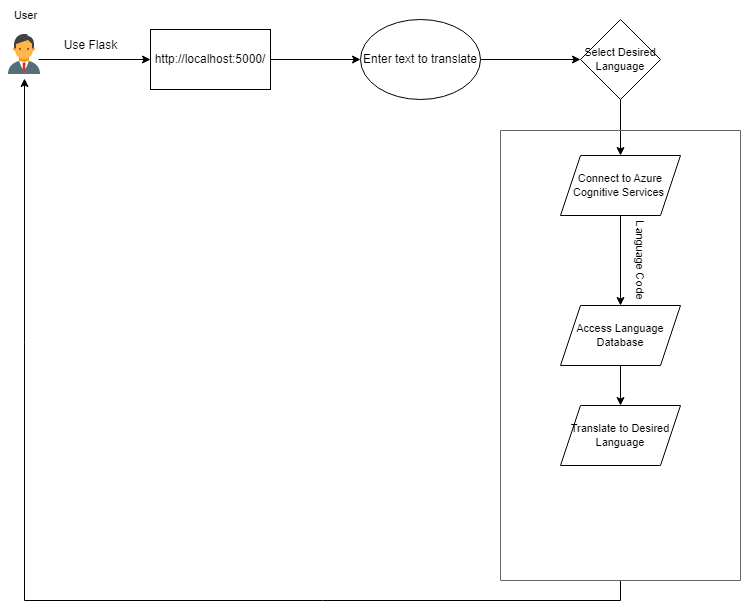 User
Use Flask
http://localhost:5000/
Enter text to translate
Select Desired
Language
Connect to Azure
Cognitive Services
Language Code
Access Language
Database
Translate to Desired
Language